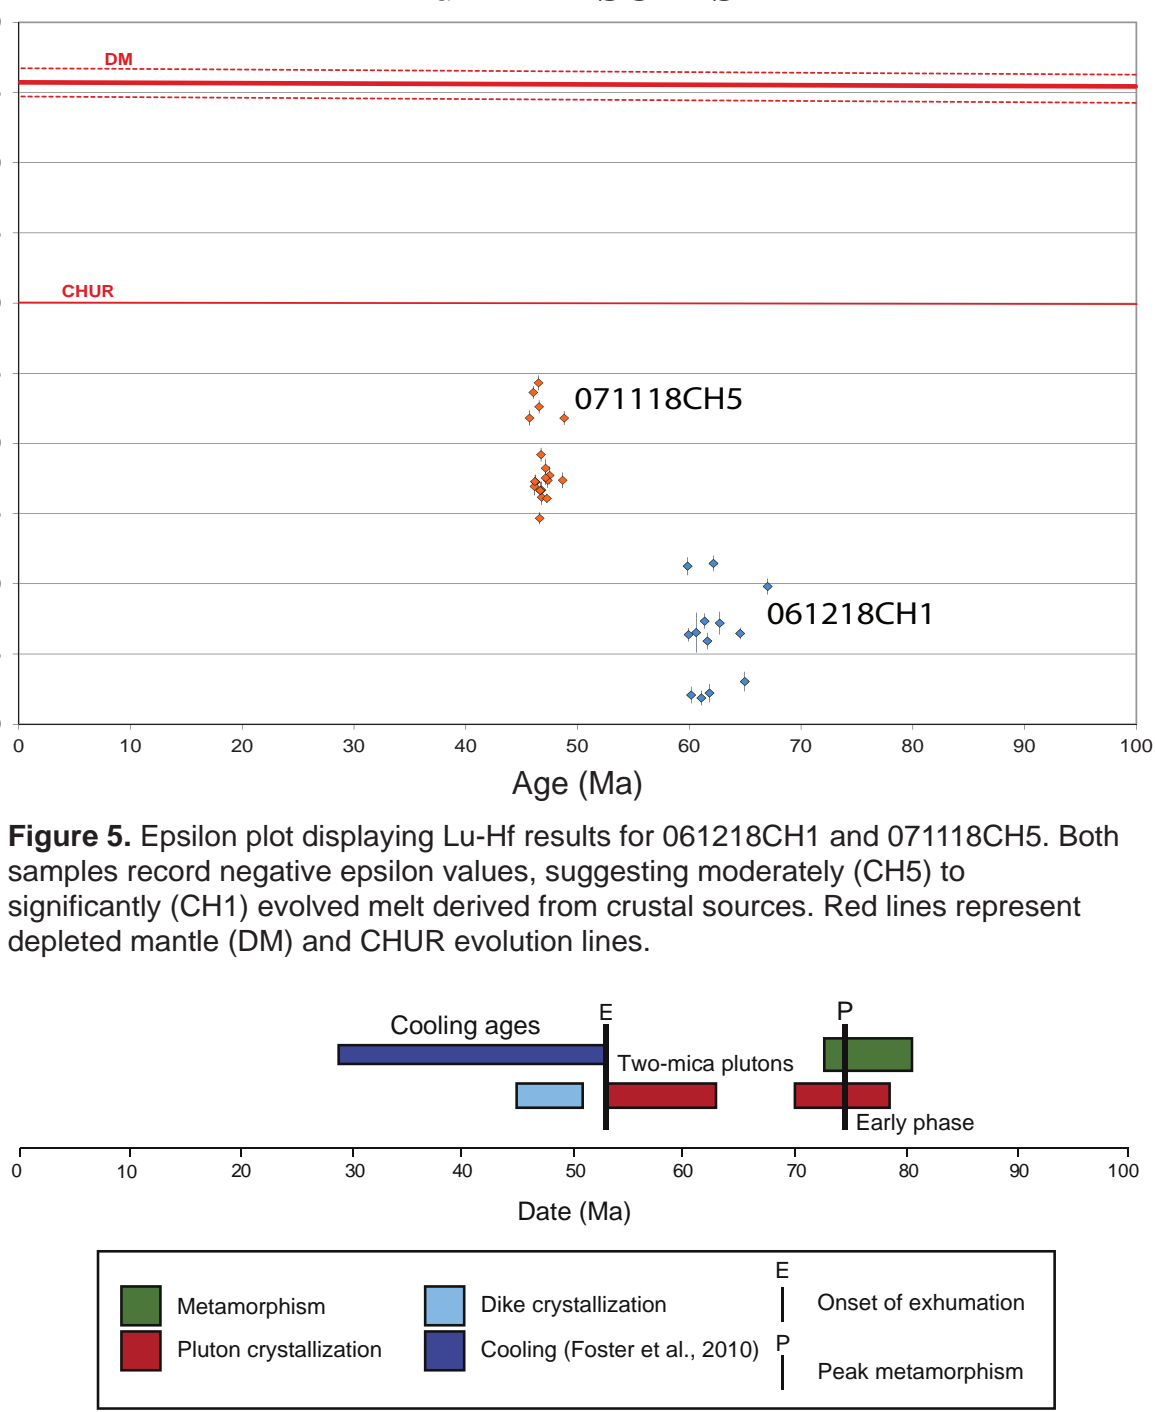 DM
CHUR
071118CH5
061218CH1
0 10 20 30 40 50 60 70 80 90 100
Age (Ma)
Figure 5. Epsilon plot displaying Lu-Hf results for 061218CH1 and 071118CH5. Both
samples record negative epsilon values, suggesting moderately (CH5) to
significantly (CH1) evolved melt derived from crustal sources. Red lines represent
depleted mantle (DM) and CHUR evolution lines.
E P
Cooling ages
Two-mica plutons
Early phase
0 10 20 30 40 50 60 70 80 90 100
Date (Ma)
E
Metamorphism Dike crystallization Onset of exhumation
Pluton crystallization Cooling (Foster et al., 2010) P
Peak metamorphism